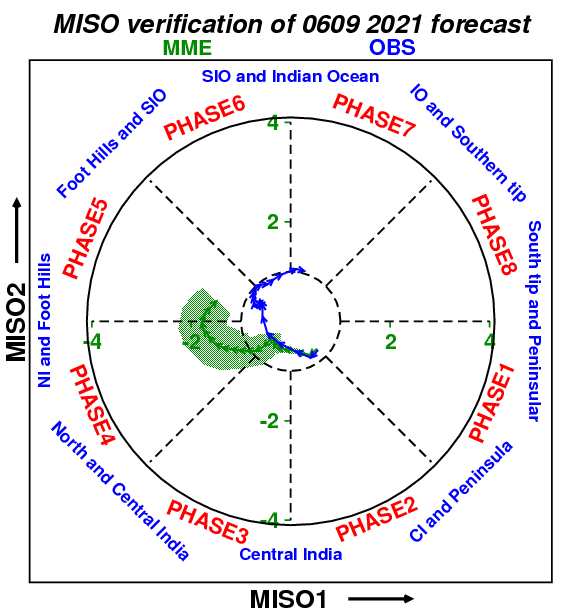 MISO verification of 0609 2021 forecast
MME OBS
SIO and Indian Ocean
Foot Hills and SIO
IO and Southern tip
PHASE6
PHASE7
4
PHASE5
PHASE8
2
NI and Foot Hills
South tip and Peninsular
MISO2
-4 -2 2 4
PHASE4
PHASE1
-2
North and Central India
CI and Peninsula
PHASE3
PHASE2
-4
Central India
MISO1